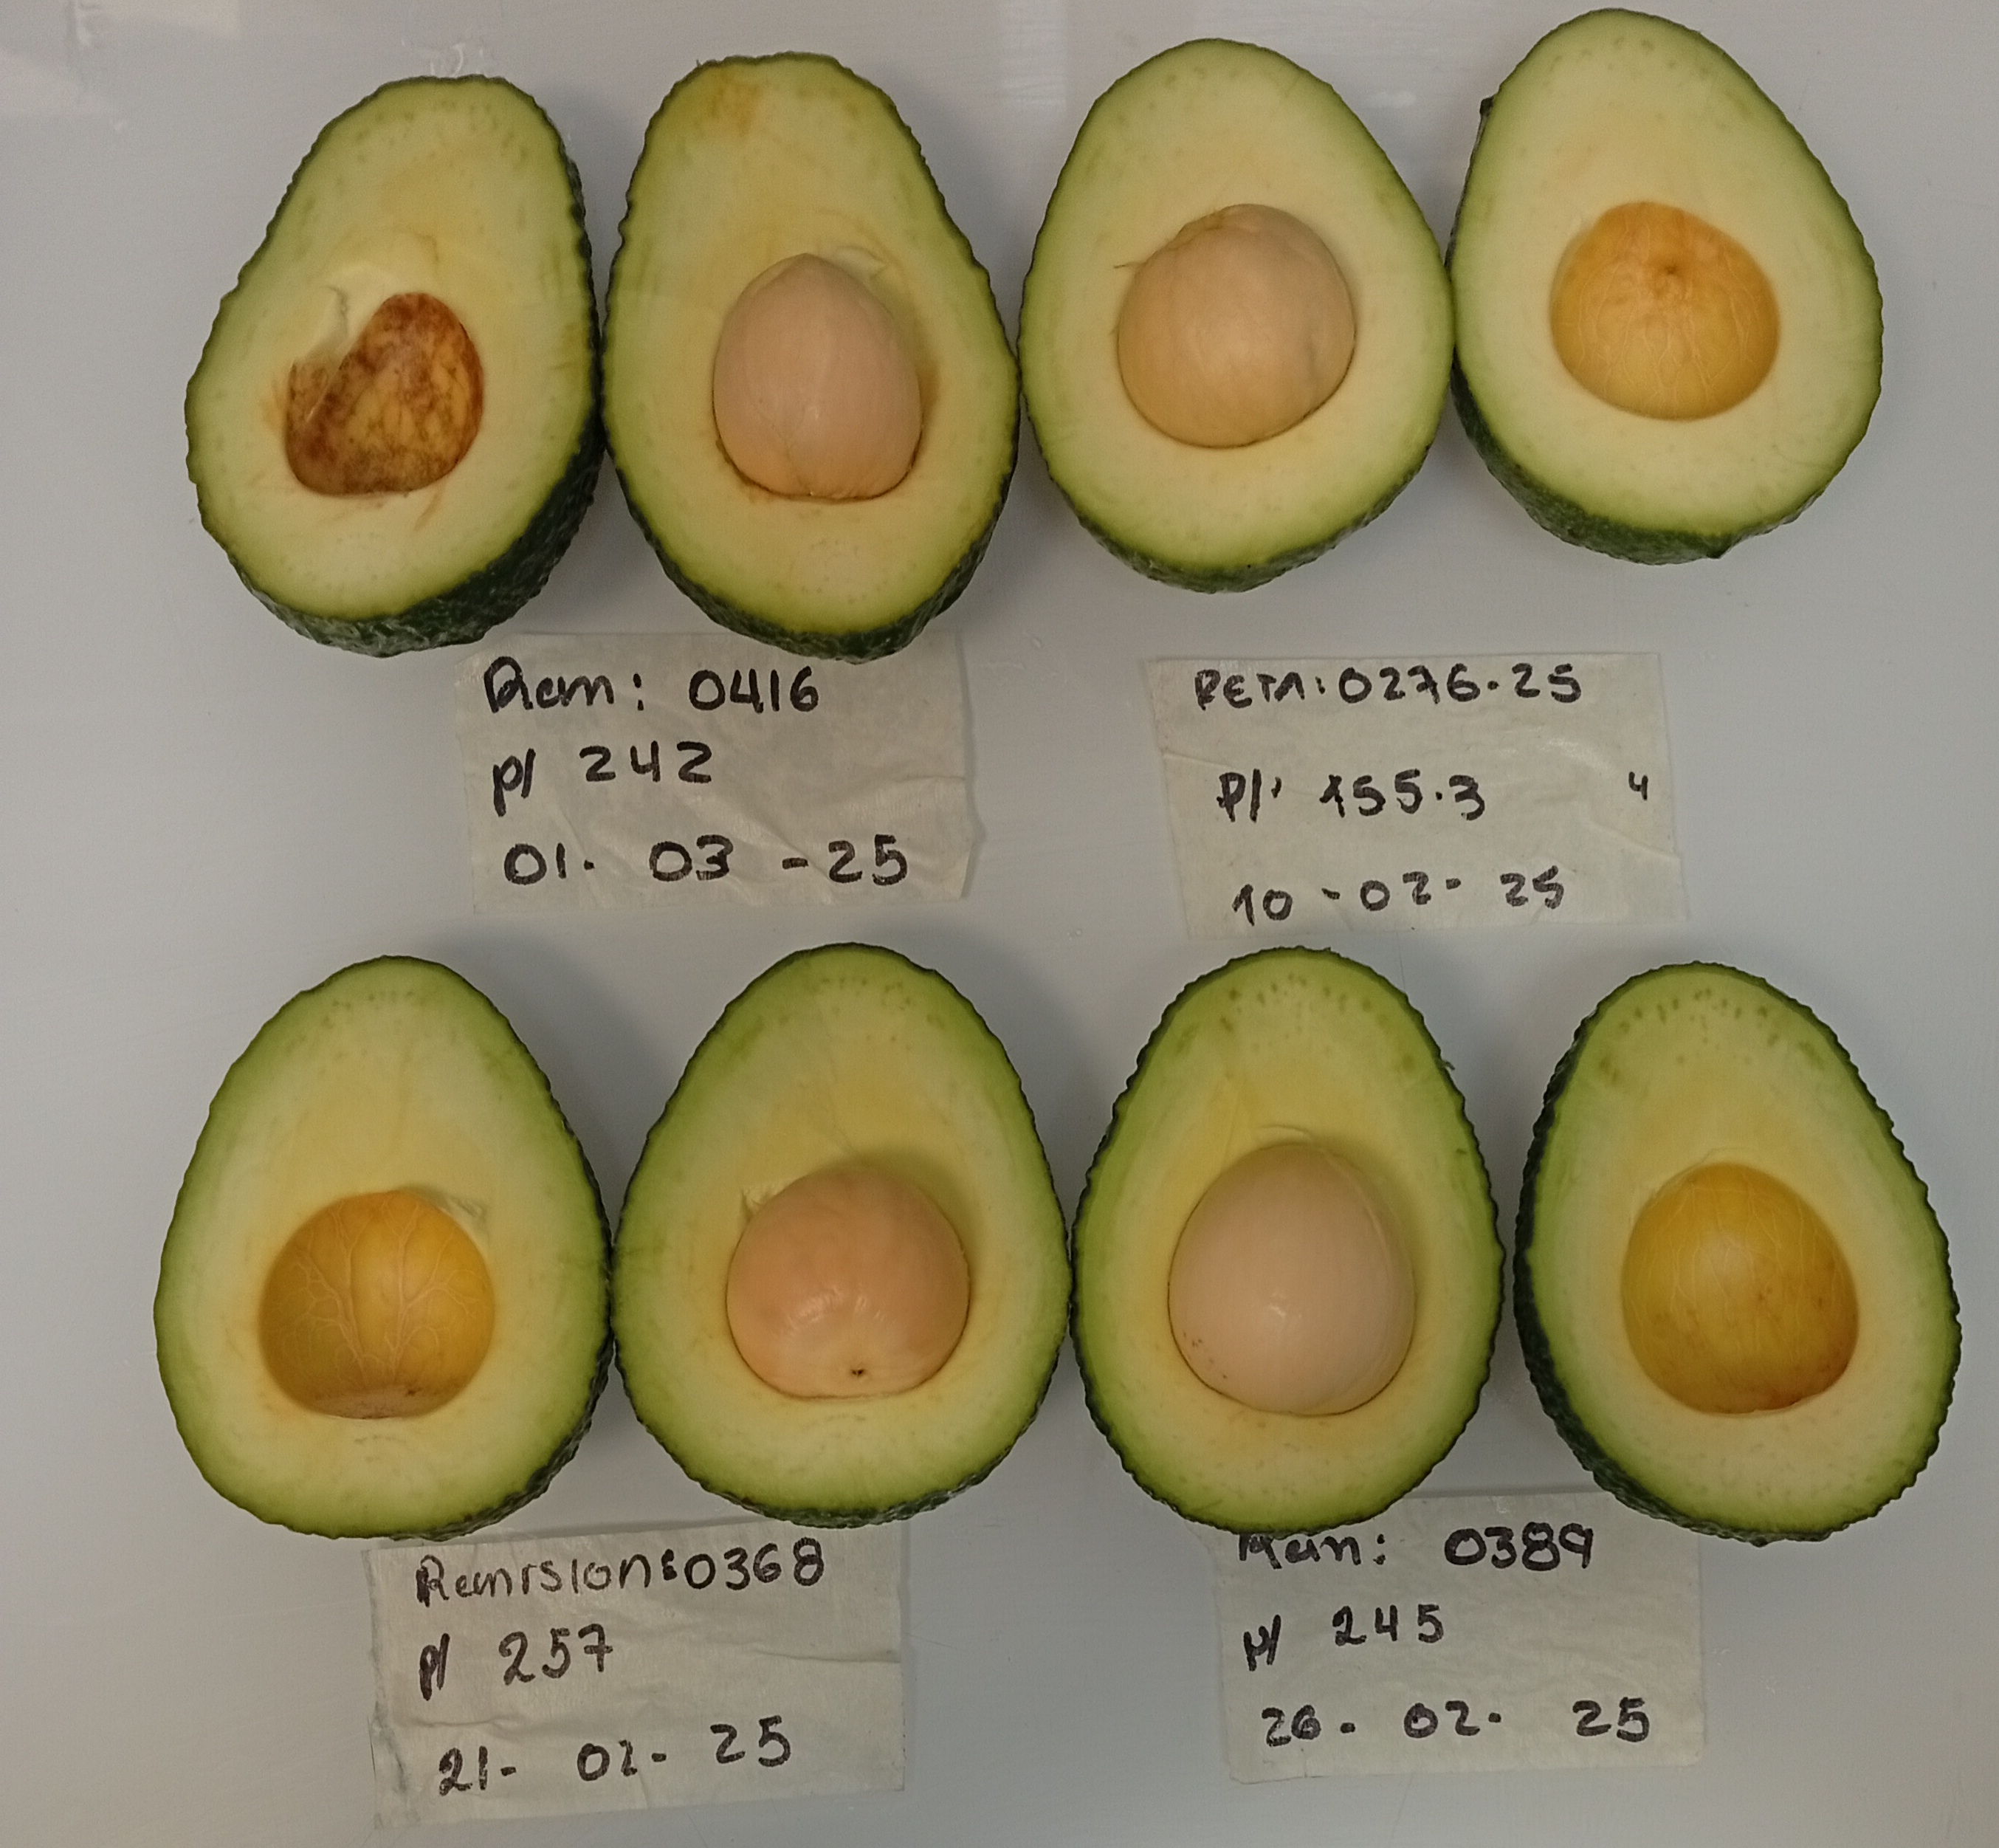 Rem: 0416
p/ 242
01. 03 -25
REM: 0276.25
P/. 155.3 4
10-02-25
Remision: 0368
p/ 257
21- 02- 25
Rem: 0389
p/ 245
26. 02. 25